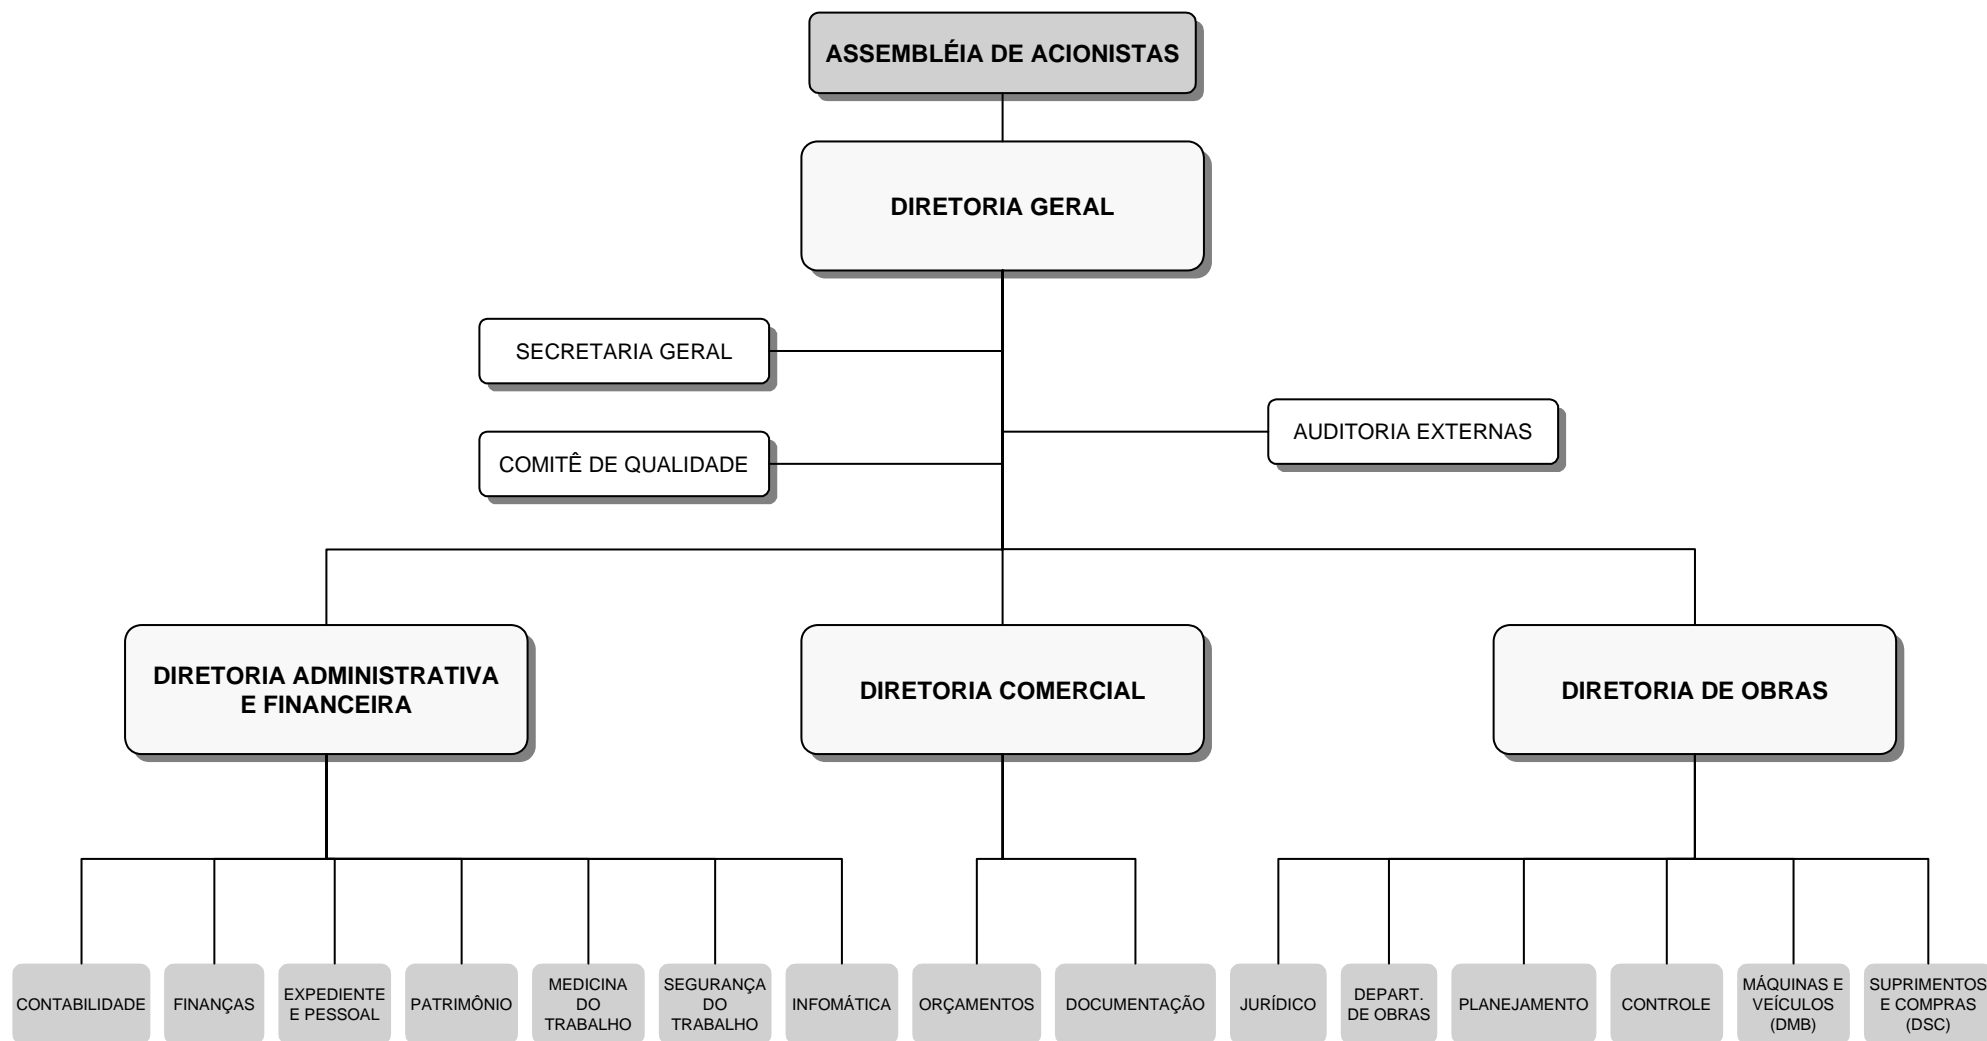 ASSEMBLÉIA DE ACIONISTAS
DIRETORIA GERAL
SECRETARIA GERAL
AUDITORIA EXTERNAS
COMITÊ DE QUALIDADE
DIRETORIA ADMINISTRATIVA
E FINANCEIRA
DIRETORIA COMERCIAL
DIRETORIA DE OBRAS
CONTABILIDADE
FINANÇAS
EXPEDIENTE
E PESSOAL
PATRIMÔNIO
MEDICINA
DO
TRABALHO
SEGURANÇA
DO
TRABALHO
INFOMÁTICA
ORÇAMENTOS
DOCUMENTAÇÃO
JURÍDICO
DEPART.
DE OBRAS
PLANEJAMENTO
CONTROLE
MÁQUINAS E
VEÍCULOS
(DMB)
SUPRIMENTOS
E COMPRAS
(DSC)